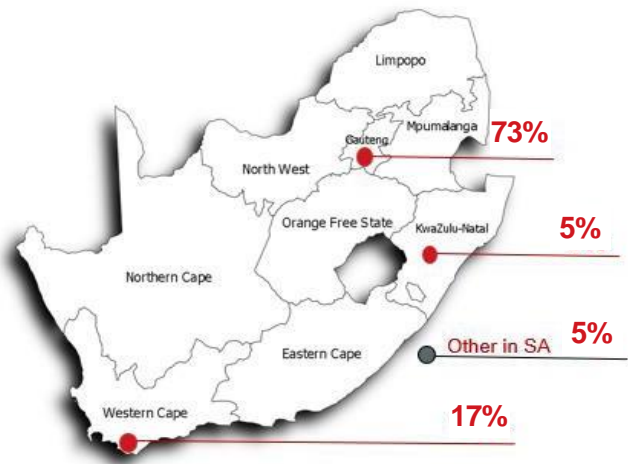 Limpopo
Mpumalanga
Gauteng
73%
North West
Orange Free State
KwaZulu-Natal
5%
Northern Cape
Eastern Cape
Other in SA
5%
Western Cape
17%